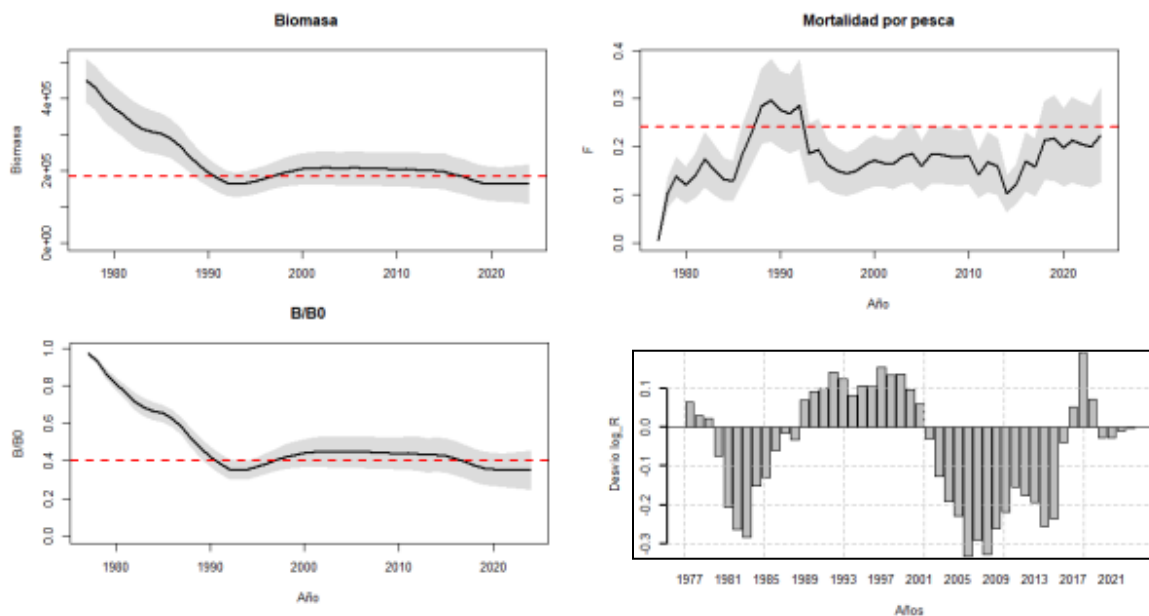 Biomasa
Biomasa
0e+00 2e+05 4e+05
1980 1990 2000 2010 2020
Mortalidad por pesca
F
0.0 0.1 0.2 0.3 0.4
1980 1990 2000 2010 2020
Año
B/B0
B/B0
0.0 0.2 0.4 0.6 0.8 1.0
1980 1990 2000 2010 2020
Año
Desvio log_R
-0.3 -0.2 -0.1 0.0 0.1
1977 1981 1985 1989 1993 1997 2001 2005 2009 2013 2017 2021
Años